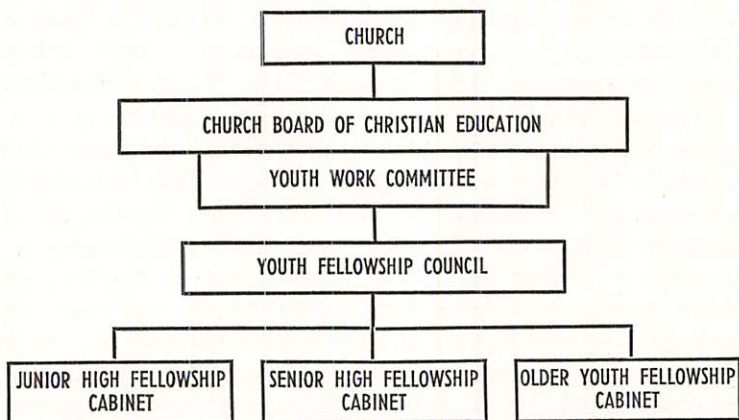 CHURCH
CHURCH BOARD OF CHRISTIAN EDUCATION
YOUTH WORK COMMITTEE
YOUTH FELLOWSHIP COUNCIL
JUNIOR HIGH FELLOWSHIP
CABINET
SENIOR HIGH FELLOWSHIP
CABINET
OLDER YOUTH FELLOWSHIP
CABINET